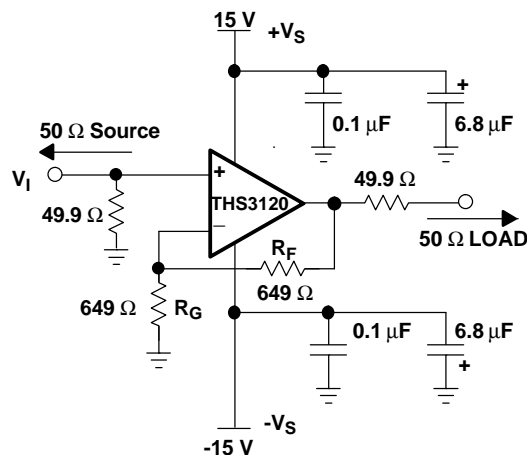 15 V
+VS
+
0.1 µF
6.8 µF
50 Ω Source
VI
49.9 Ω
+
THS3120
−
49.9 Ω
50 Ω LOAD
RF
649 Ω
649 Ω
RG
0.1 µF
6.8 µF
+
-VS
-15 V